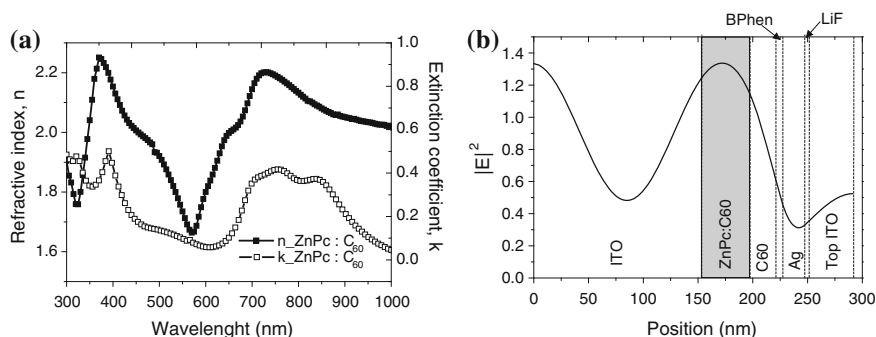 (a)
Refractive index, n
2.2
2.0
1.8
1.6
300 400 500 600 700 800 900 1000
Wavelenght (nm)
1.0
0.8
0.6
0.4
0.2
0.0
Extinction coefficient, k
n_ZnPc : C60
k_ZnPc : C60
(b)
BPhen
LiF
|E|2
1.4
1.2
1.0
0.8
0.6
0.4
0.2
0.0
ITO
ZnPc:C60
C60
Ag
Top ITO
0 50 100 150 200 250 300
Position (nm)